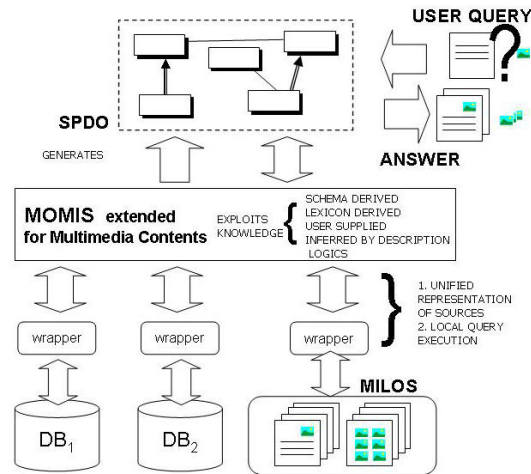 USER QUERY
?
SPDO
GENERATES
ANSWER
MOMIS extended
for Multimedia Contents
EXPLOITS
KNOWLEDGE
{
SCHEMA DERIVED
LEXICON DERIVED
USER SUPPLIED
INFERRED BY DESCRIPTION
LOGICS
}
1. UNIFIED
REPRESENTATION
OF SOURCES
2. LOCAL QUERY
EXECUTION
wrapper
wrapper
wrapper
MILOS
DB1
DB2